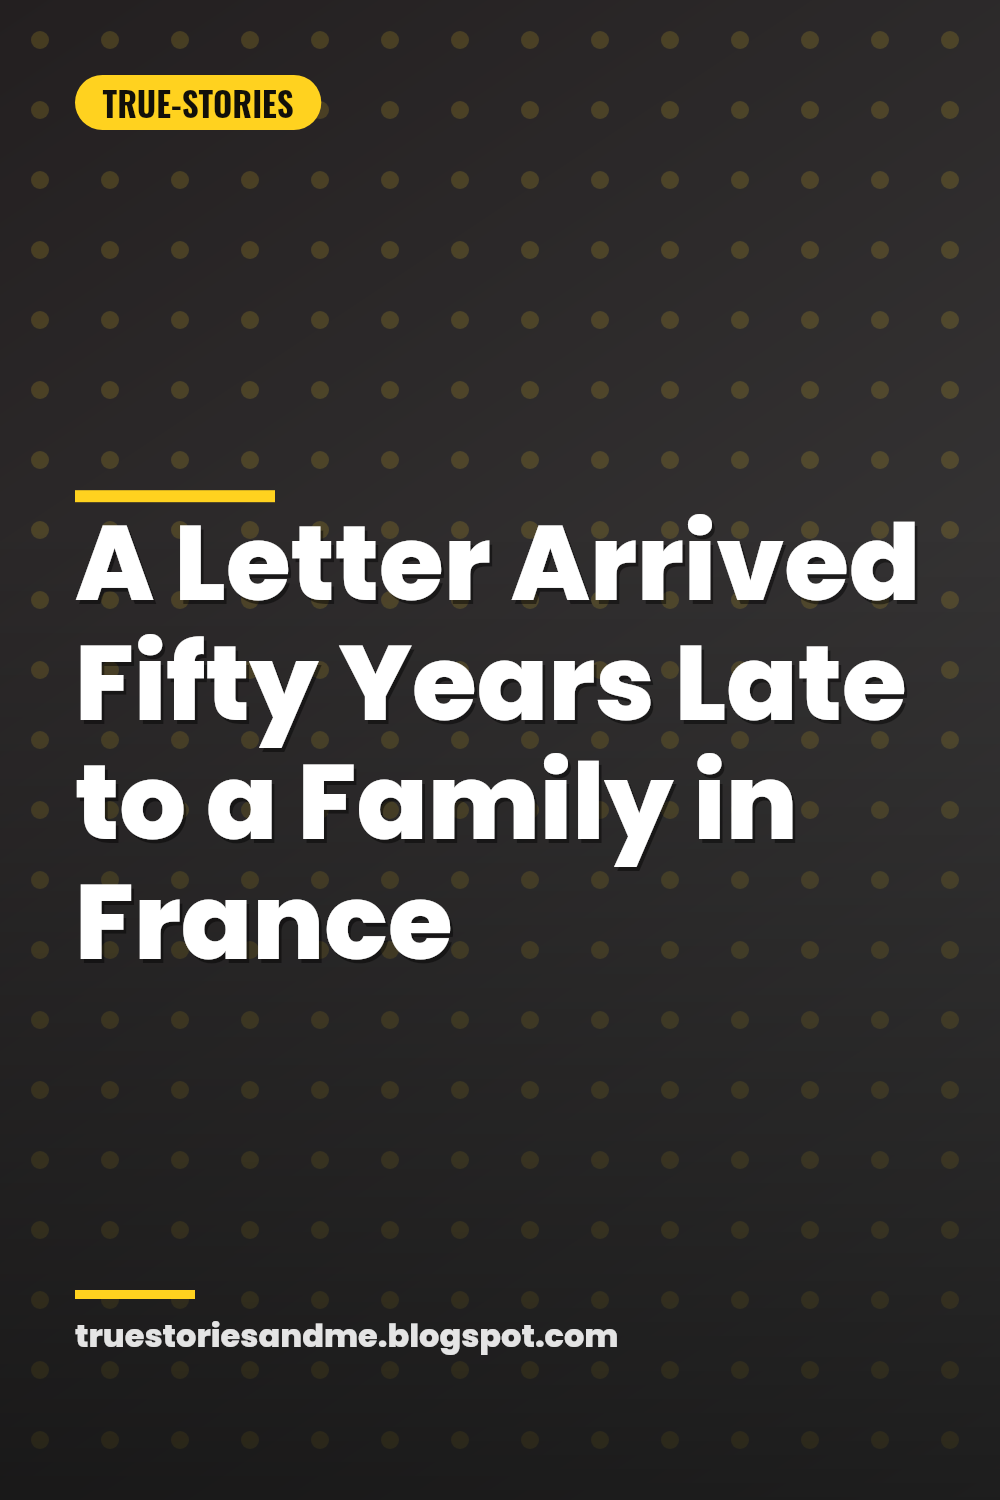 TRUE-STORIES
A Letter Arrived
Fifty Years Late
to a Family in
France
truestoriesandme.blogspot.com